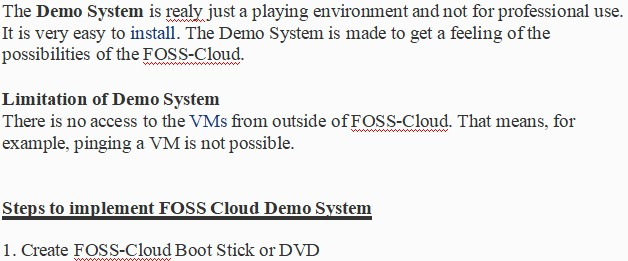 The Demo System is realy just a playing environment and not for professional use.
It is very easy to install. The Demo System is made to get a feeling of the
possibilities of the FOSS-Cloud.
Limitation of Demo System
There is no access to the VMs from outside of FOSS-Cloud. That means, for
example, pinging a VM is not possible.
Steps to implement FOSS Cloud Demo System
1. Create FOSS-Cloud Boot Stick or DVD